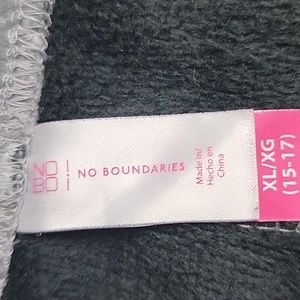 NO
BO
NO BOUNDARIES
Made in/
Hecho en
China
XL/XG
(15-17)